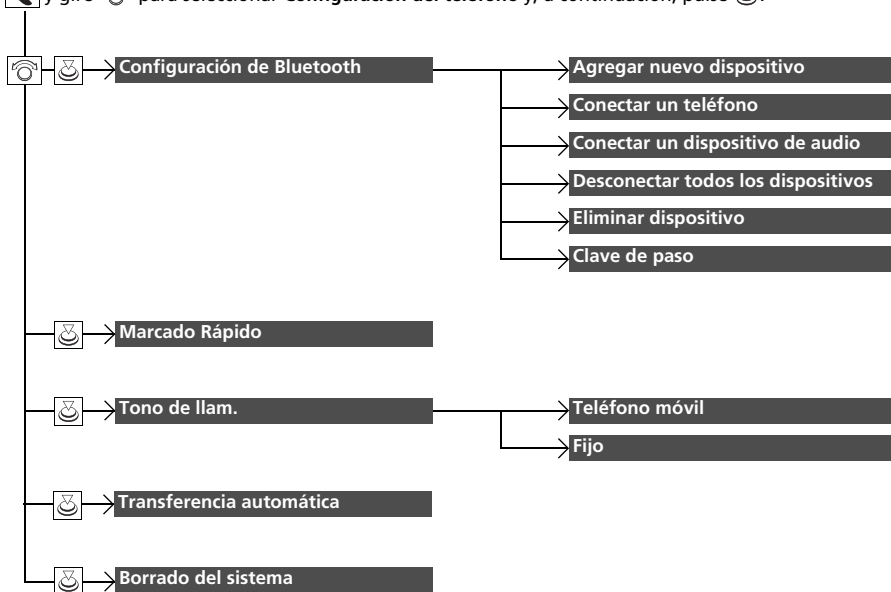 y gire para seleccionar Configuración del teléfono y, a continuación, pulse .
Configuración de Bluetooth
Agregar nuevo dispositivo
Conectar un teléfono
Conectar un dispositivo de audio
Desconectar todos los dispositivos
Eliminar dispositivo
Clave de paso
Marcado Rápido
Tono de llam.
Teléfono móvil
Fijo
Transferencia automática
Borrado del sistema